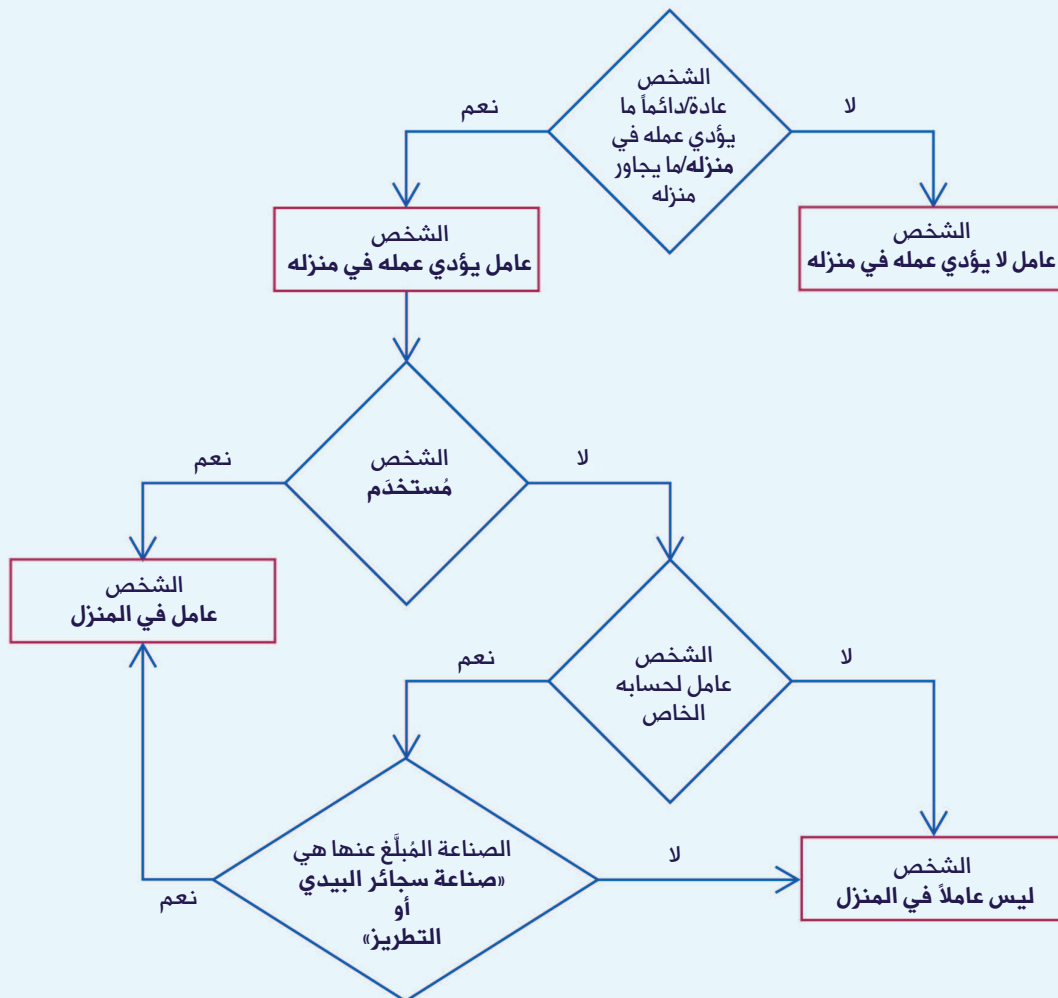 الشخص
عادة/دائماً ما
يؤدي عمله في
منزله/ما يجاور
منزله
لا
نعم
الشخص
عامل لا يؤدي عمله في منزله
الشخص
عامل يؤدي عمله في منزله
الشخص
مُستخدَم
لا
نعم
الشخص
عامل في المنزل
الشخص
عامل لحسابه
الخاص
لا
نعم
الصناعة المُبلَّغ عنها هي
«صناعة سجائر البيدي
أو
التطريز»
لا
نعم
الشخص
ليس عاملاً في المنزل